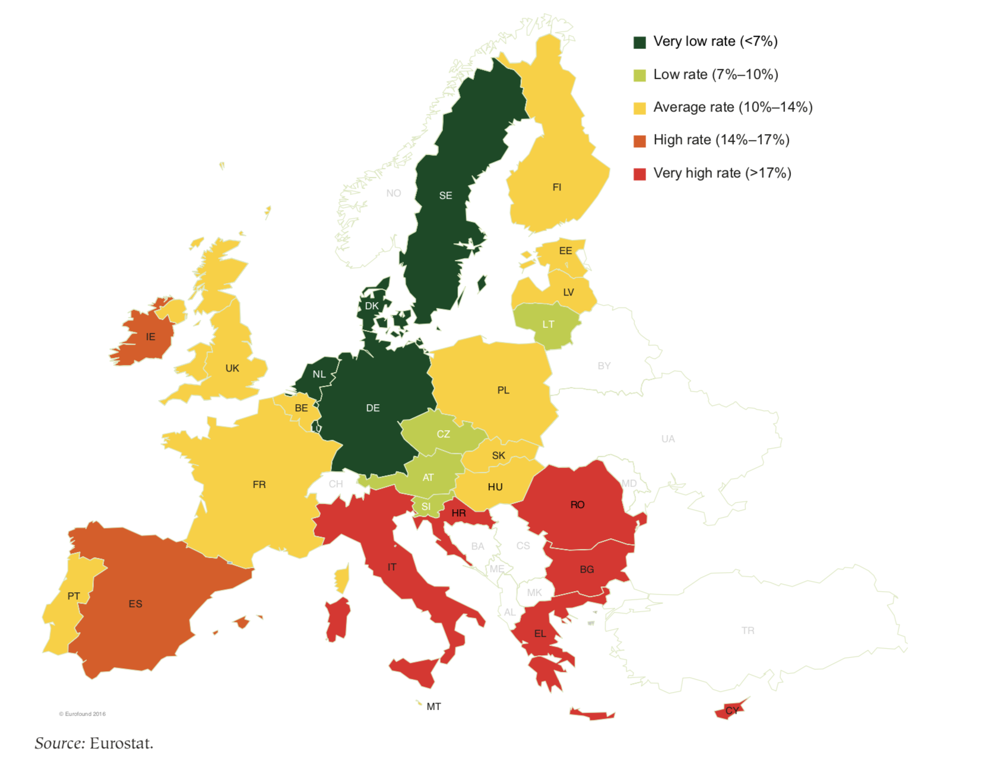 Very low rate (<7%)
Low rate (7%–10%)
Average rate (10%–14%)
High rate (14%–17%)
Very high rate (>17%)
FI
NO
SE
EE
LV
DK
LT
IE
BY
UK
NL
PL
BE
DE
LU
CZ
UA
SK
AT
CH
FR
HU
MD
SI
HR
RO
BA
CS
IT
ME
BG
MK
PT
ES
AL
EL
TR
MT
CY
© Eurofound 2016
Source: Eurostat.